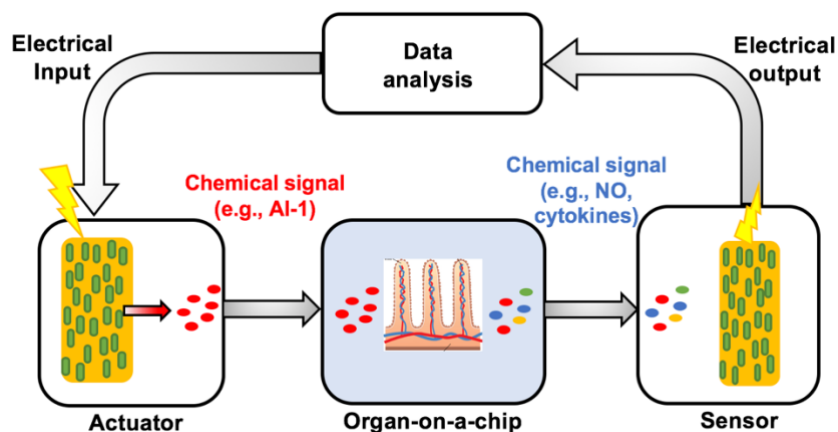 Electrical
Input
Data
analysis
Electrical
output
Chemical signal
(e.g., AI-1)
Chemical signal
(e.g., NO,
cytokines)
Actuator
Organ-on-a-chip
Sensor